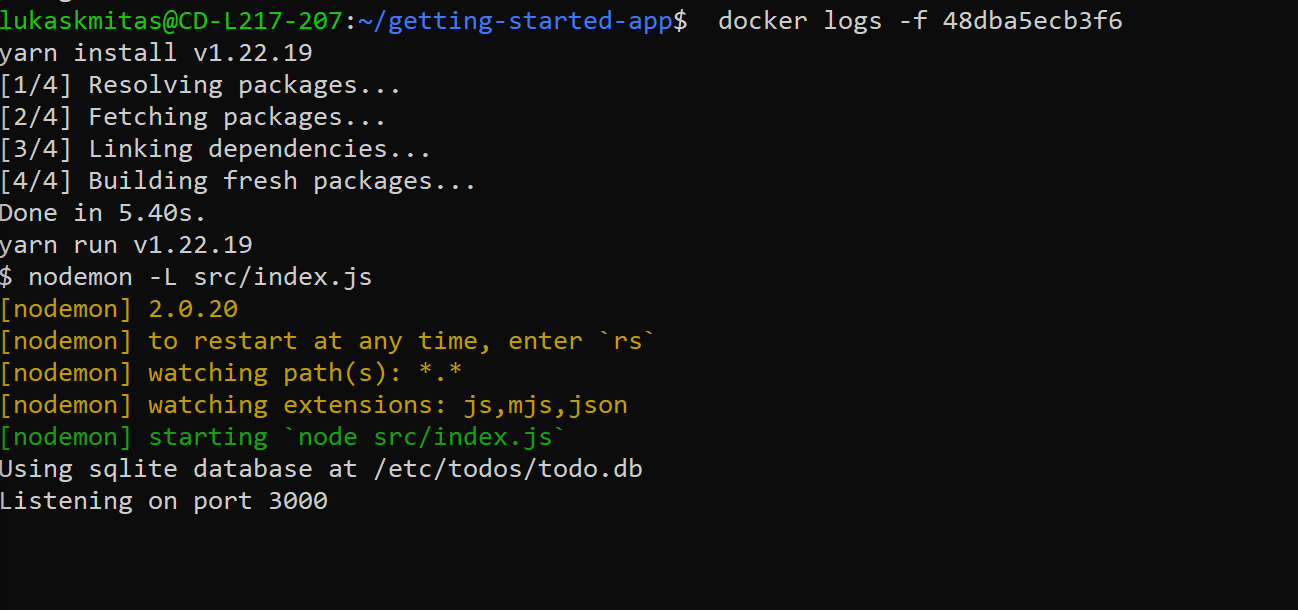 lukaskmitas@CD-L217-207:~/getting-started-app$  docker logs -f 48dba5ecb3f6
yarn install v1.22.19
[1/4] Resolving packages...
[2/4] Fetching packages...
[3/4] Linking dependencies...
[4/4] Building fresh packages...
Done in 5.40s.
yarn run v1.22.19
$ nodemon -L src/index.js
[nodemon] 2.0.20
[nodemon] to restart at any time, enter `rs`
[nodemon] watching path(s): *.*
[nodemon] watching extensions: js,mjs,json
[nodemon] starting `node src/index.js`
Using sqlite database at /etc/todos/todo.db
Listening on port 3000